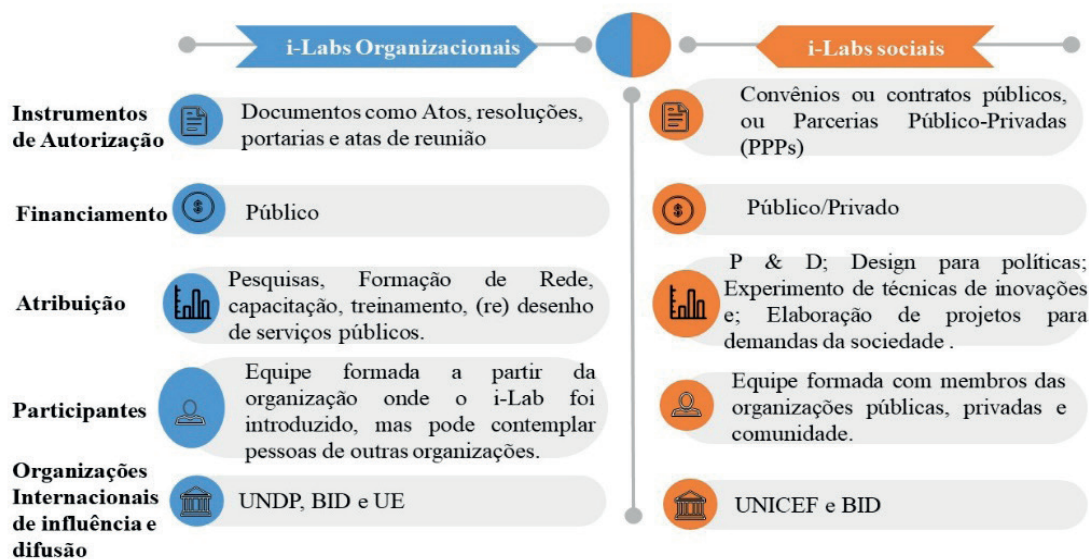 i-Labs Organizacionais
i-Labs sociais
Instrumentos
de Autorização
Documentos como Atos, resoluções,
portarias e atas de reunião
Convênios ou contratos públicos,
ou Parcerias Público-Privadas
(PPPs)
Financiamento
Público
Público/Privado
Atribuição
Pesquisas, Formação de Rede,
capacitação, treinamento, (re) desenho
de serviços públicos.
P & D; Design para políticas;
Experimento de técnicas de inovações
e; Elaboração de projetos para
demandas da sociedade .
Participantes
Equipe formada a partir da
organização onde o i-Lab foi
introduzido, mas pode contemplar
pessoas de outras organizações.
Equipe formada com membros das
organizações públicas, privadas e
comunidade.
Organizações
Internacionais
de influência e
difusão
UNDP, BID e UE
UNICEF e BID